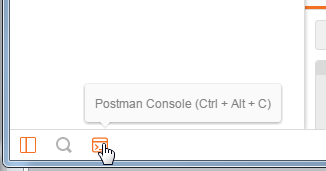 Postman Console (Ctrl + Alt + C)